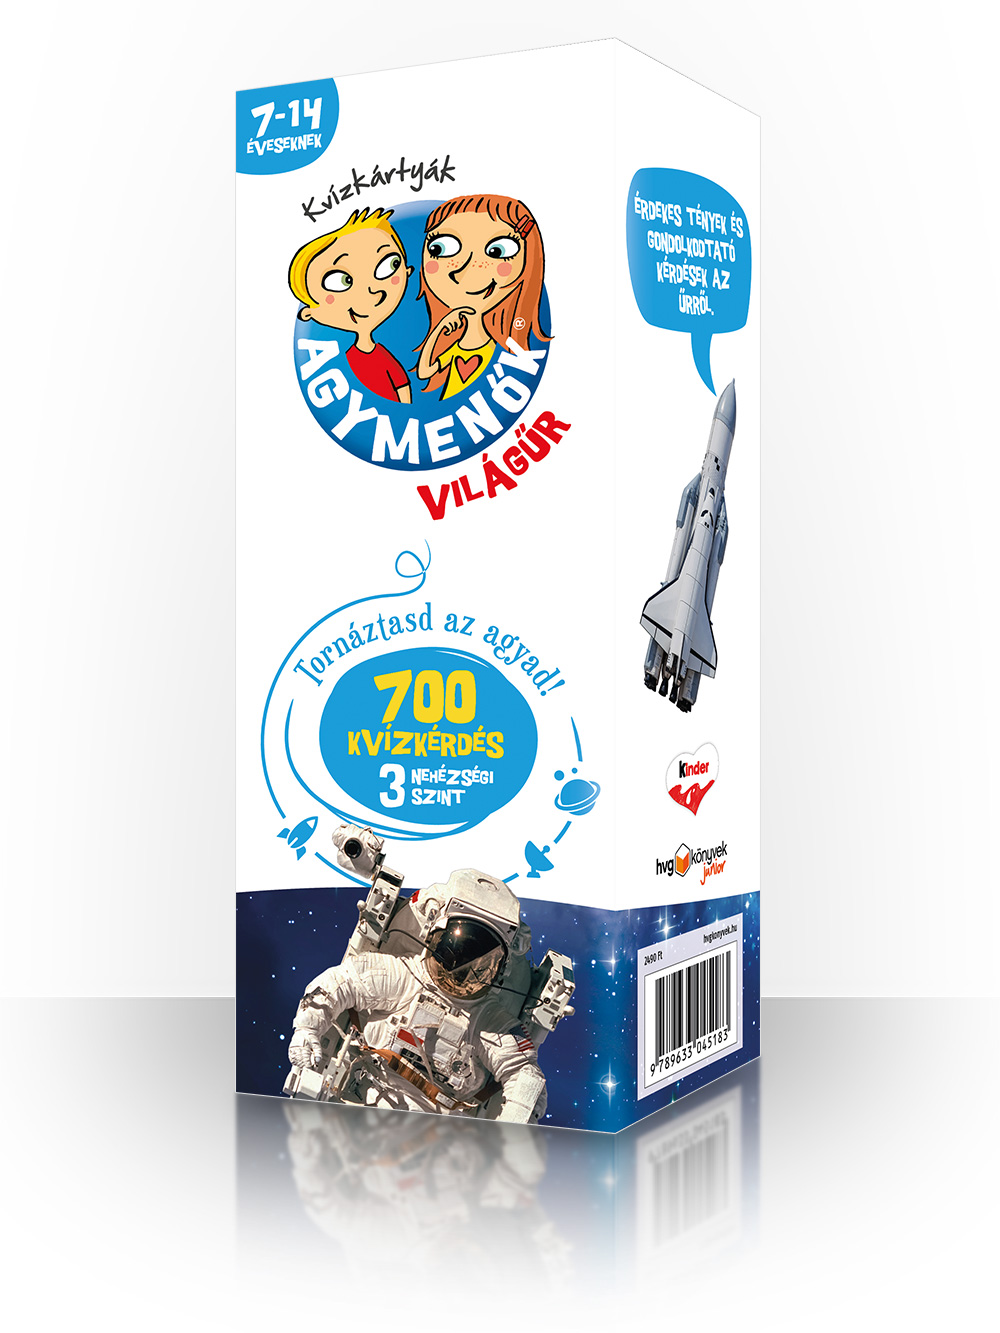 7-14
ÉVESEKNEK
Kvízkártyák
AGYMENŐK®
VILÁGŰR
Tornáztasd az agyad!
700
KVÍZKÉRDÉS
3 NEHÉZSÉGI
SZINT
ÉRDEKES TÉNYEK ÉS
GONDOLKODTATÓ
KÉRDÉSEK AZ
ŰRRŐL.
Kinder
hvg könyvek
junior
hvgkonyvek.hu
2490 Ft
9 789633 045183